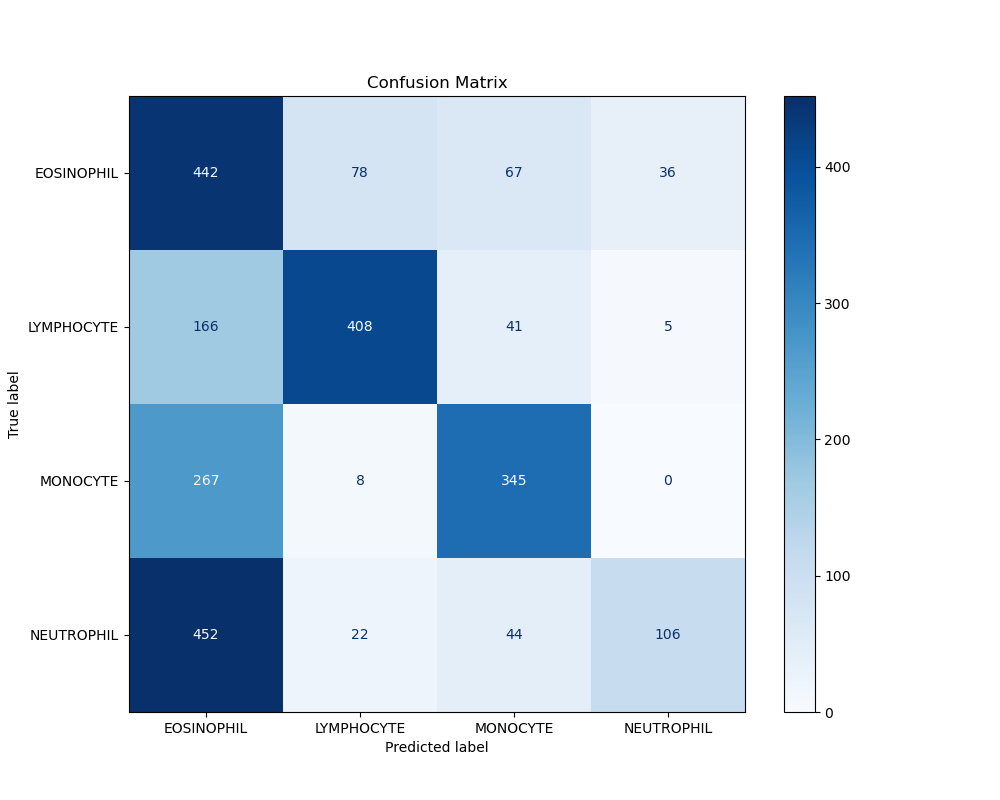 Confusion Matrix
EOSINOPHIL 442 78 67 36
LYMPHOCYTE 166 408 41 5
MONOCYTE 267 8 345 0
NEUTROPHIL 452 22 44 106
EOSINOPHIL LYMPHOCYTE MONOCYTE NEUTROPHIL
Predicted label
True label
400
300
200
100
0